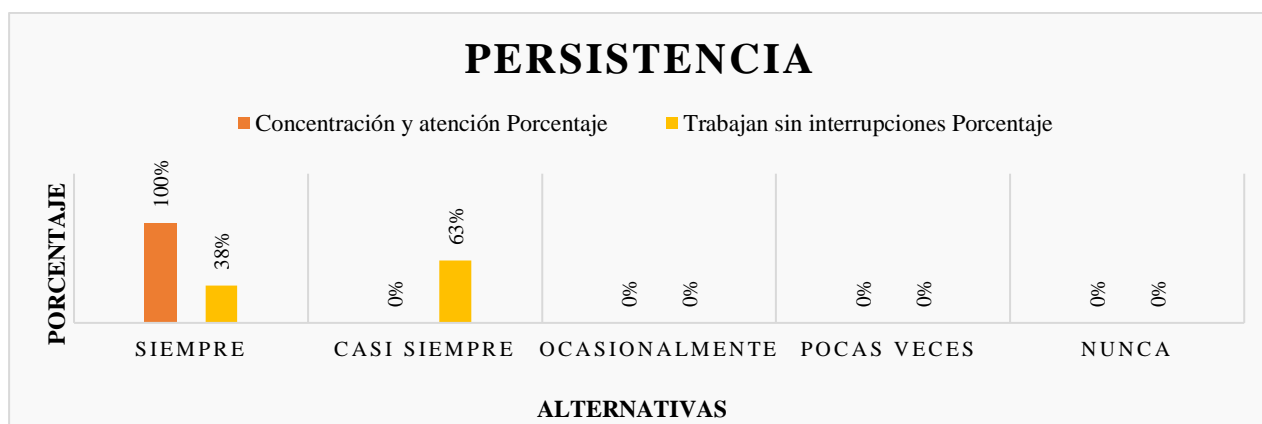 PERSISTENCIA
Concentración y atención Porcentaje Trabajan sin interrupciones Porcentaje
PORCENTAJE
100% 38% 0% 63% 0% 0% 0% 0% 0% 0%
SIEMPRE CASI SIEMPRE OCASIONALMENTE POCAS VECES NUNCA
ALTERNATIVAS